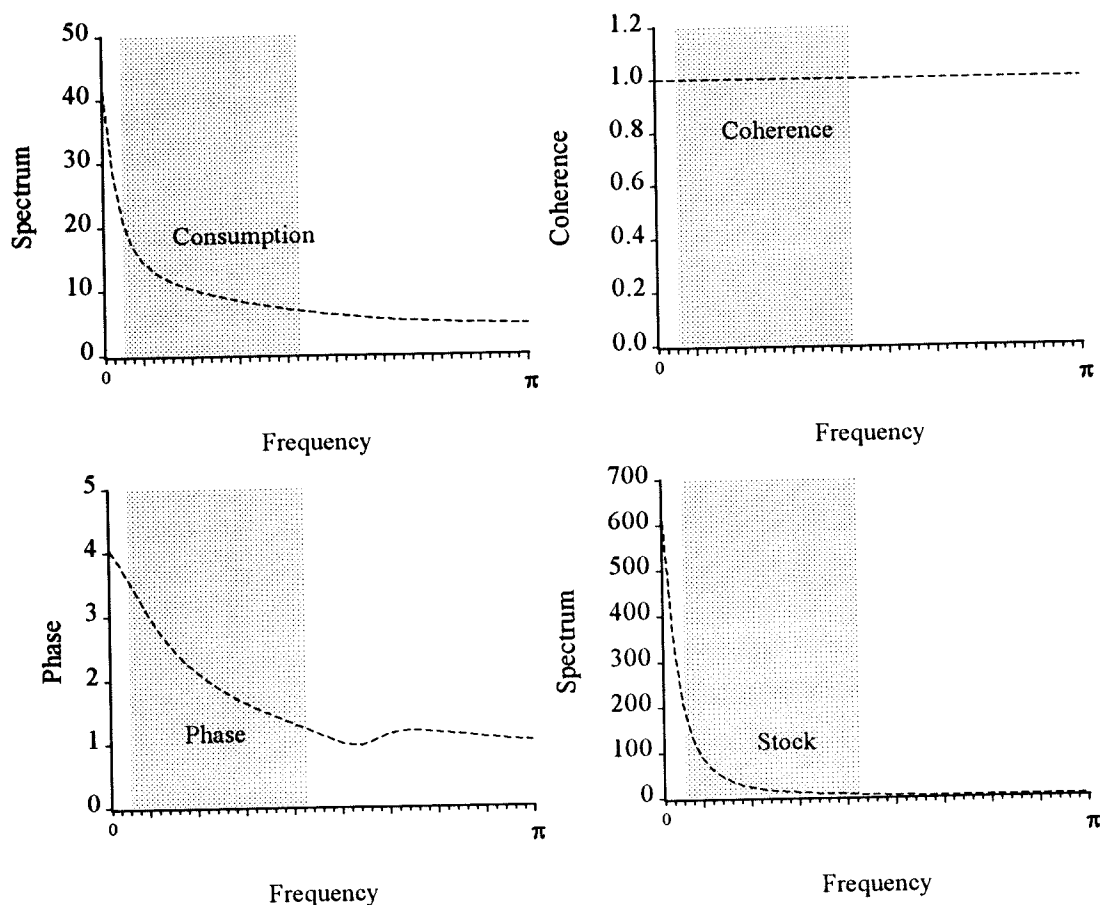 50
40
30
20
10
0
Spectrum
Consumption
0
π
Frequency
1.2
1.0
0.8
0.6
0.4
0.2
0.0
Coherence
Coherence
0
π
Frequency
5
4
3
2
1
0
Phase
Phase
0
π
Frequency
700
600
500
400
300
200
100
0
Spectrum
Stock
0
π
Frequency